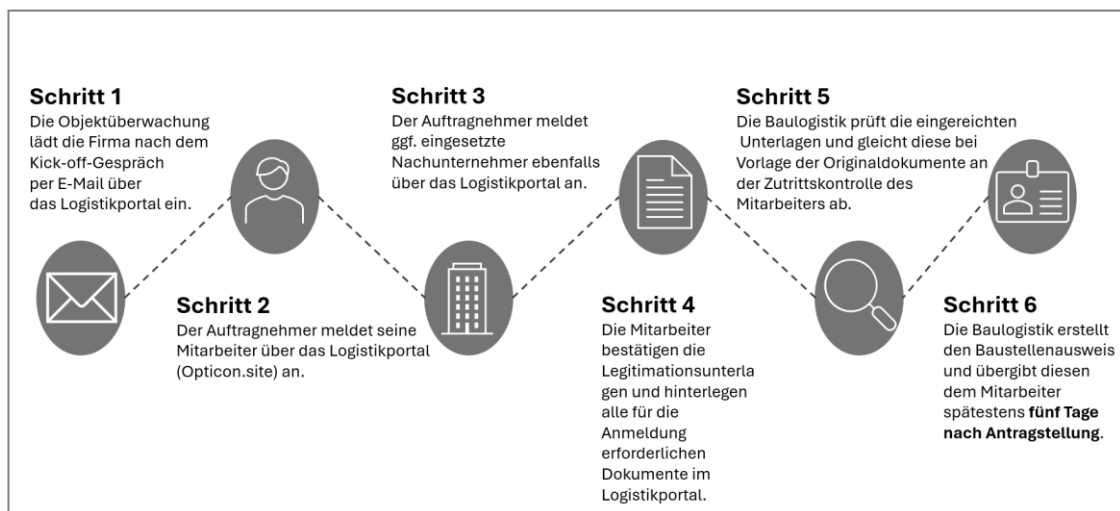 Schritt 1
Die Objektüberwachung
lädt die Firma nach dem
Kick-off-Gespräch
per E-Mail über
das Logistikportal ein.
Schritt 2
Der Auftragnehmer meldet seine
Mitarbeiter über das Logistikportal
(Opticon.site) an.
Schritt 3
Der Auftragnehmer meldet
ggf. eingesetzte
Nachunternehmer ebenfalls
über das Logistikportal an.
Schritt 4
Die Mitarbeiter
bestätigen die
Legitimationsunterla
gen und hinterlegen
alle für die
Anmeldung
erforderlichen
Dokumente im
Logistikportal.
Schritt 5
Die Baulogistik prüft die eingereichten
Unterlagen und gleicht diese bei
Vorlage der Originaldokumente an
der Zutrittskontrolle des
Mitarbeiters ab.
Schritt 6
Die Baulogistik erstellt
den Baustellenausweis
und übergibt diesen
dem Mitarbeiter
spätestens fünf Tage
nach Antragstellung.